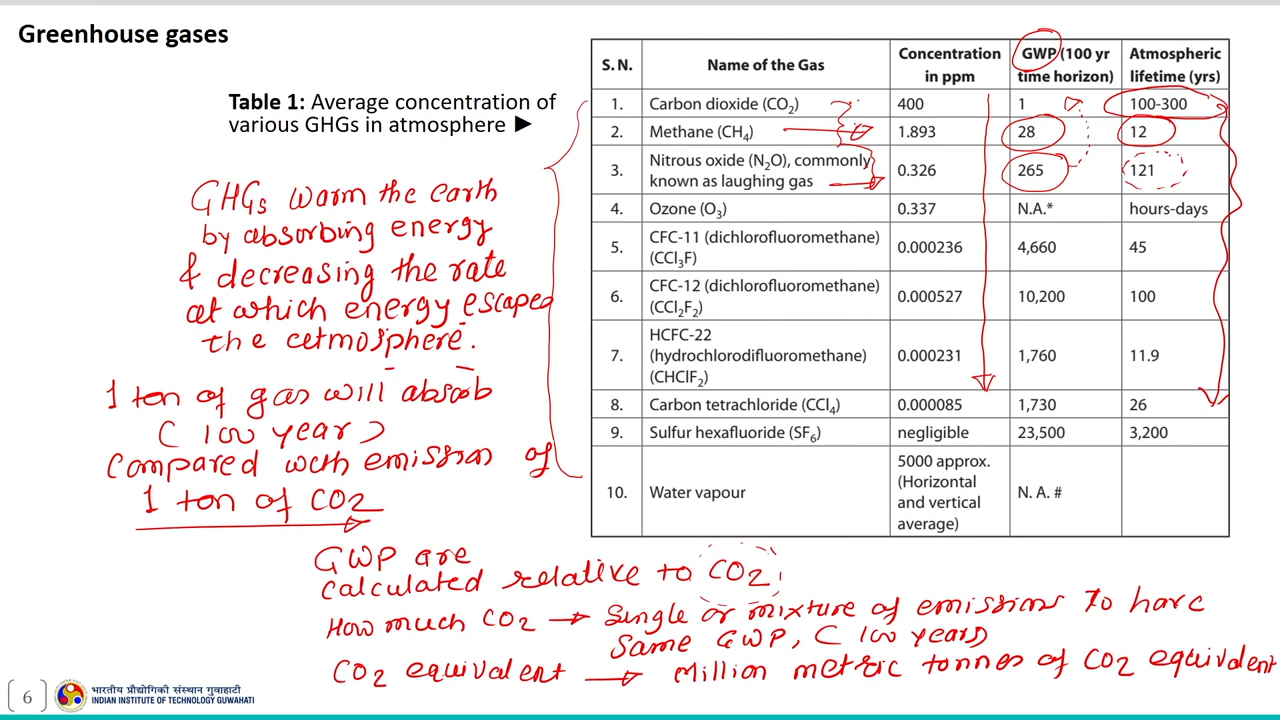 Greenhouse gases
Table 1: Average concentration of
various GHGs in atmosphere ►
S. N. Name of the Gas Concentration in ppm GWP (100 yr time horizon) Atmospheric lifetime (yrs)
1. Carbon dioxide (CO₂) 400 1 100-300
2. Methane (CH₄) 1.893 28 12
3. Nitrous oxide (N₂O), commonly known as laughing gas 0.326 265 121
4. Ozone (O₃) 0.337 N.A.* hours-days
5. CFC-11 (dichlorofluoromethane) (CCl₃F) 0.000236 4,660 45
6. CFC-12 (dichlorofluoromethane) (CCl₂F₂) 0.000527 10,200 100
7. HCFC-22 (hydrochlorodifluoromethane) (CHClF₂) 0.000231 1,760 11.9
8. Carbon tetrachloride (CCl₄) 0.000085 1,730 26
9. Sulfur hexafluoride (SF₆) negligible 23,500 3,200
10. Water vapour 5000 approx. (Horizontal and vertical average) N. A. #
GHGs warm the earth
by absorbing energy
& decreasing the rate
at which energy escaped
the atmosphere.
1 ton of gas will absorb
( 100 year )
compared with emission of
1 ton of CO2
GWP are
calculated relative to CO2
How much CO2 → Single or mixture of emissions to have
same GWP, ( 100 years)
CO2 equivalent → Million metric tonnes of CO2 equivalent
6
भारतीय प्रौद्योगिकी संस्थान गुवाहाटी
INDIAN INSTITUTE OF TECHNOLOGY GUWAHATI